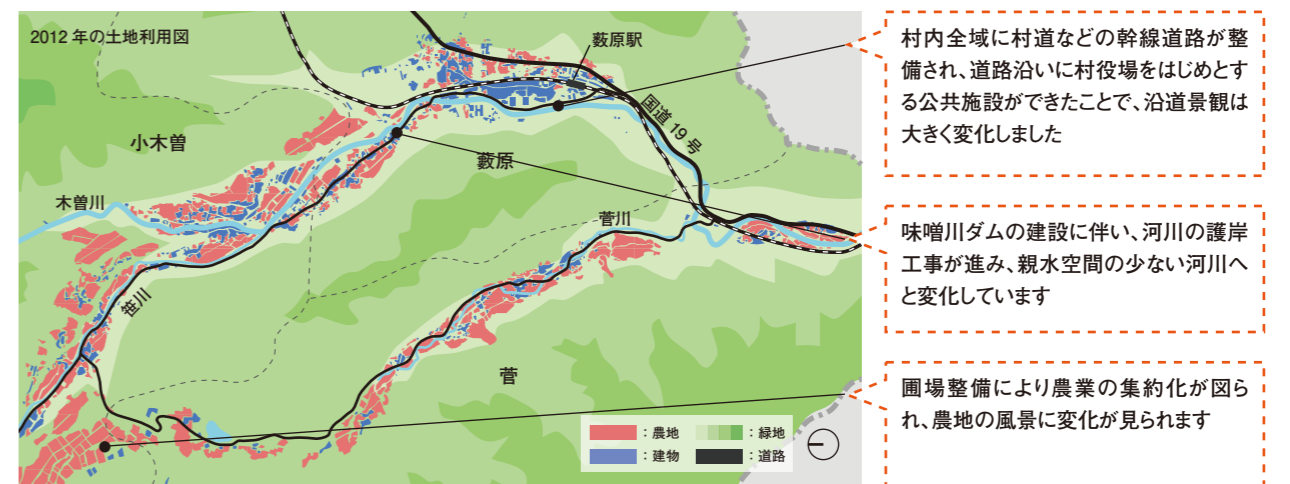 2012年の土地利用図
薮原駅
国道19号
小木曽
薮原
木曽川
菅川
笹川
菅
：農地
：緑地
：建物
：道路
村内全域に村道などの幹線道路が整
備され、道路沿いに村役場をはじめとす
る公共施設ができたことで、沿道景観は
大きく変化しました
味噌川ダムの建設に伴い、河川の護岸
工事が進み、親水空間の少ない河川へ
と変化しています
圃場整備により農業の集約化が図ら
れ、農地の風景に変化が見られます